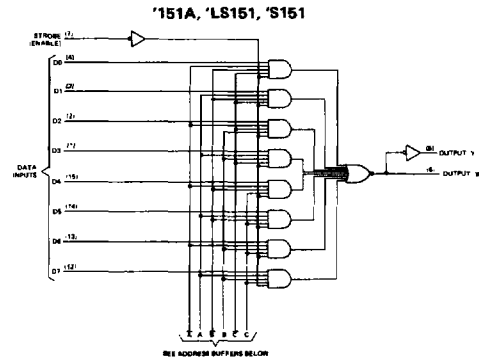 '151A, 'LS151, 'S151
STROBE (7)
(ENABLE)
D0 (4)
D1 (3)
D2 (2)
D3 (1)
D4 (15)
D5 (14)
D6 (13)
D7 (12)
DATA
INPUTS
(5) OUTPUT Y
(6) OUTPUT W
A A B B C C
SEE ADDRESS BUFFERS BELOW